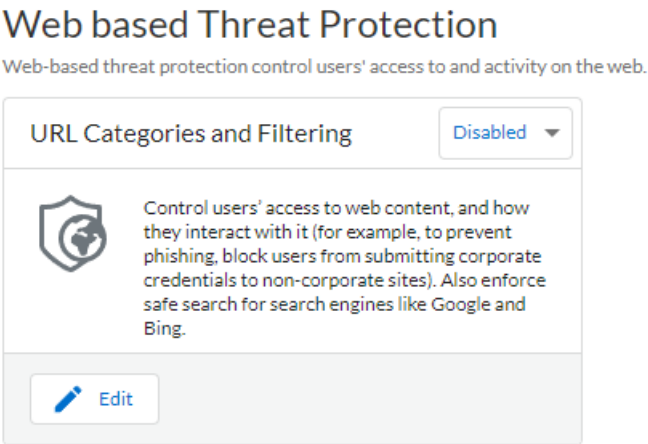 Web based Threat Protection
Web-based threat protection control users' access to and activity on the web.
URL Categories and Filtering
Disabled
Control users' access to web content, and how
they interact with it (for example, to prevent
phishing, block users from submitting corporate
credentials to non-corporate sites). Also enforce
safe search for search engines like Google and
Bing.
Edit